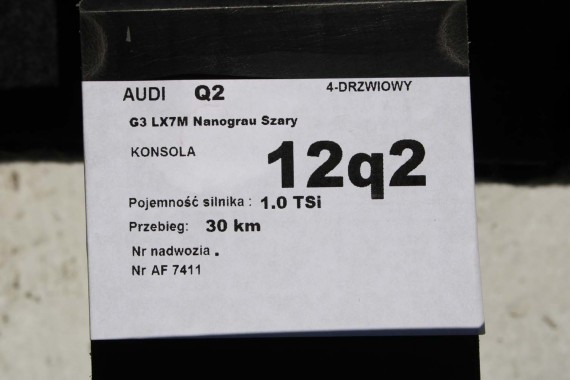 AUDI Q2 4-DRZWIOWY
G3 LX7M Nanograu Szary
KONSOLA 12q2
Pojemność silnika : 1.0 TSi
Przebieg: 30 km
Nr nadwozia .
Nr AF 7411